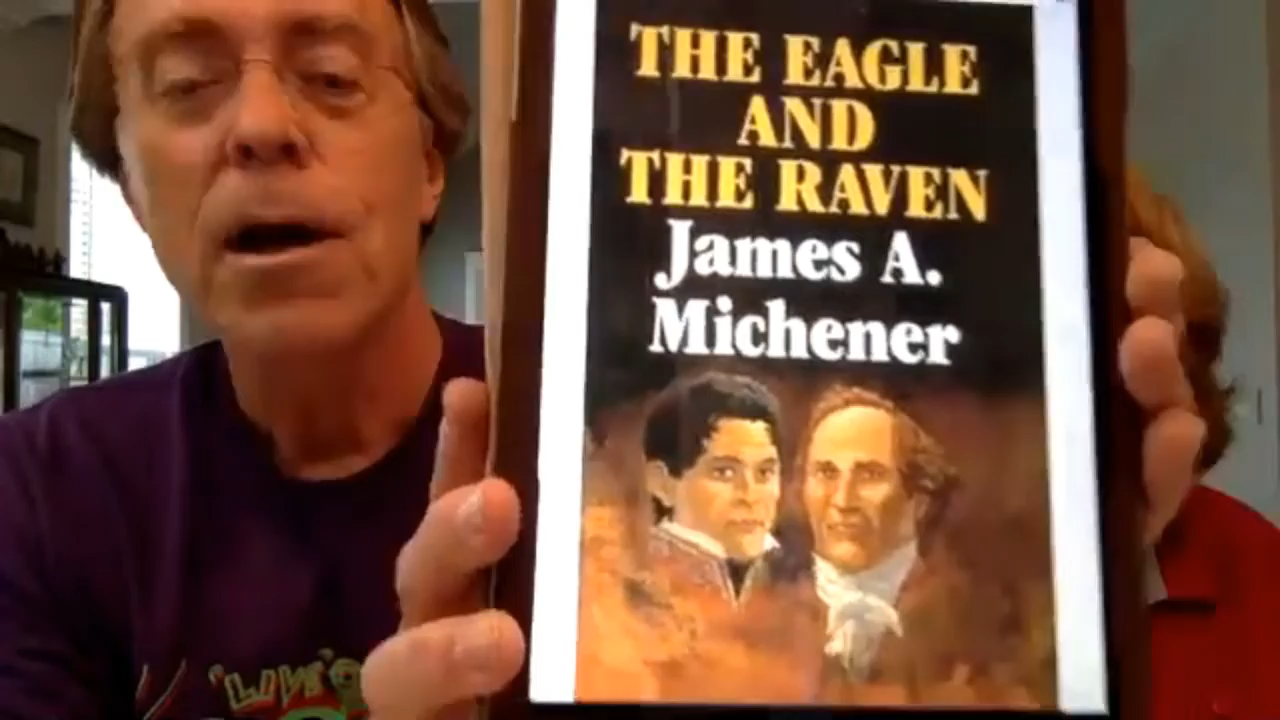 THE EAGLE
AND
THE RAVEN
James A.
Michener